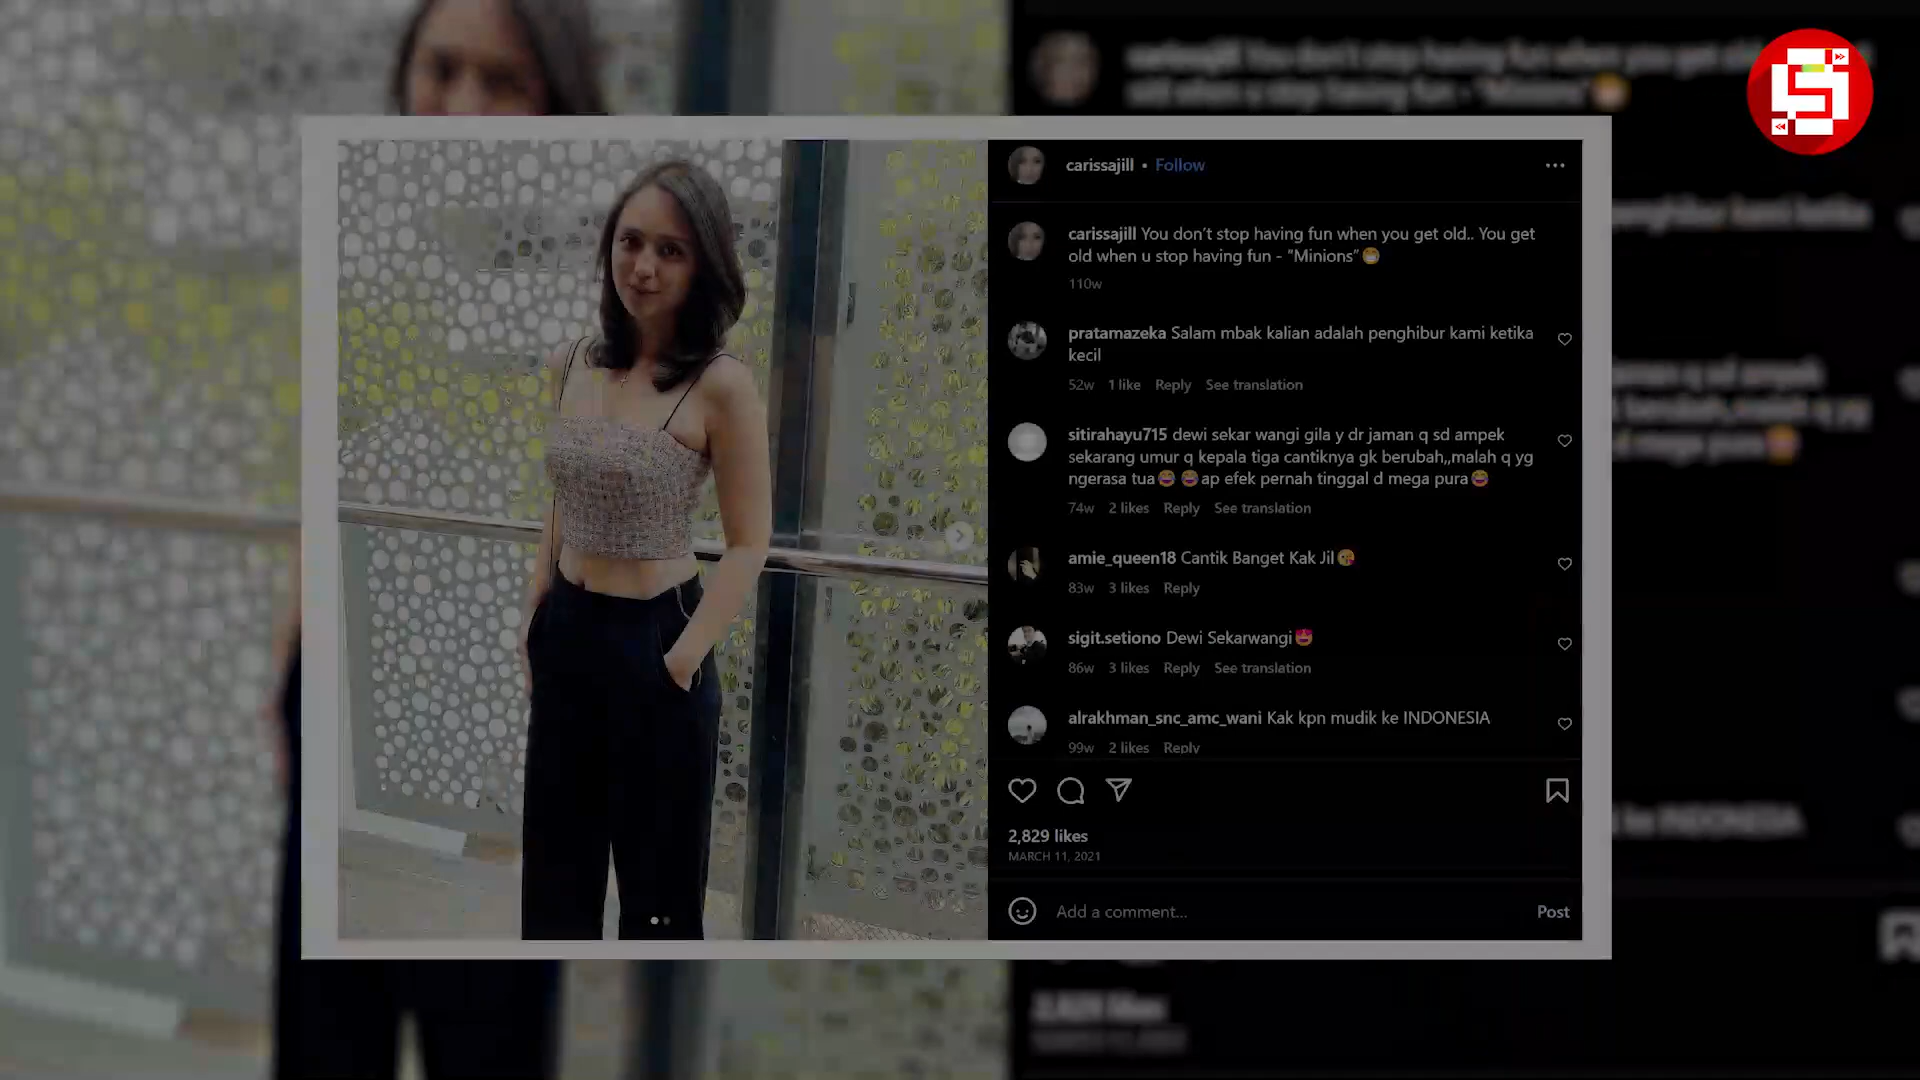 carissajill • Follow
carissajill You don't stop having fun when you get old.. You get
old when u stop having fun - "Minions"😁
110w
pratamazeka Salam mbak kalian adalah penghibur kami ketika
kecil
52w 1 like Reply See translation
sitirahayu715 dewi sekar wangi gila y dr jaman q sd ampek
sekarang umur q kepala tiga cantiknya gk berubah,,malah q yg
ngerasa tua😂 😂ap efek pernah tinggal d mega pura😂
74w 2 likes Reply See translation
amie_queen18 Cantik Banget Kak Jil😘
83w 3 likes Reply
sigit.setiono Dewi Sekarwangi😍
86w 3 likes Reply See translation
alrakhman_snc_amc_wani Kak kpn mudik ke INDONESIA
99w 2 likes Reply
2,829 likes
MARCH 11, 2021
Add a comment... Post